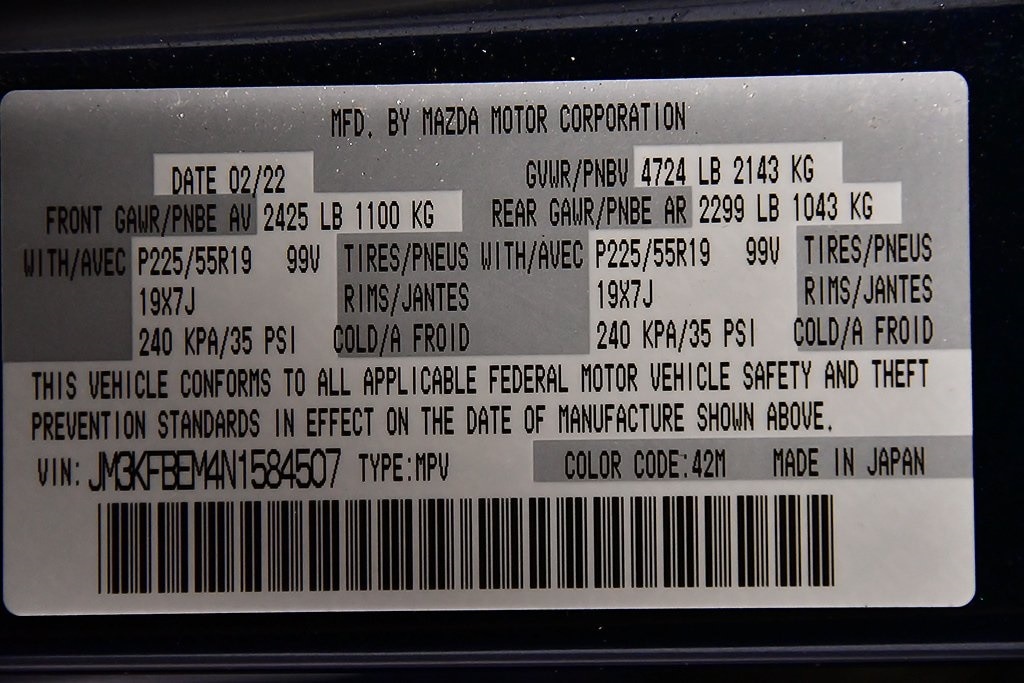 MFD. BY MAZDA MOTOR CORPORATION
DATE 02/22 GVWR/PNBV 4724 LB 2143 KG
FRONT GAWR/PNBE AV 2425 LB 1100 KG REAR GAWR/PNBE AR 2299 LB 1043 KG
WITH/AVEC P225/55R19 99V TIRES/PNEUS WITH/AVEC P225/55R19 99V TIRES/PNEUS
19X7J RIMS/JANTES 19X7J RIMS/JANTES
240 KPA/35 PSI COLD/A FROID 240 KPA/35 PSI COLD/A FROID
THIS VEHICLE CONFORMS TO ALL APPLICABLE FEDERAL MOTOR VEHICLE SAFETY AND THEFT
PREVENTION STANDARDS IN EFFECT ON THE DATE OF MANUFACTURE SHOWN ABOVE.
VIN: JM3KFBEM4N1584507 TYPE:MPV COLOR CODE:42M MADE IN JAPAN